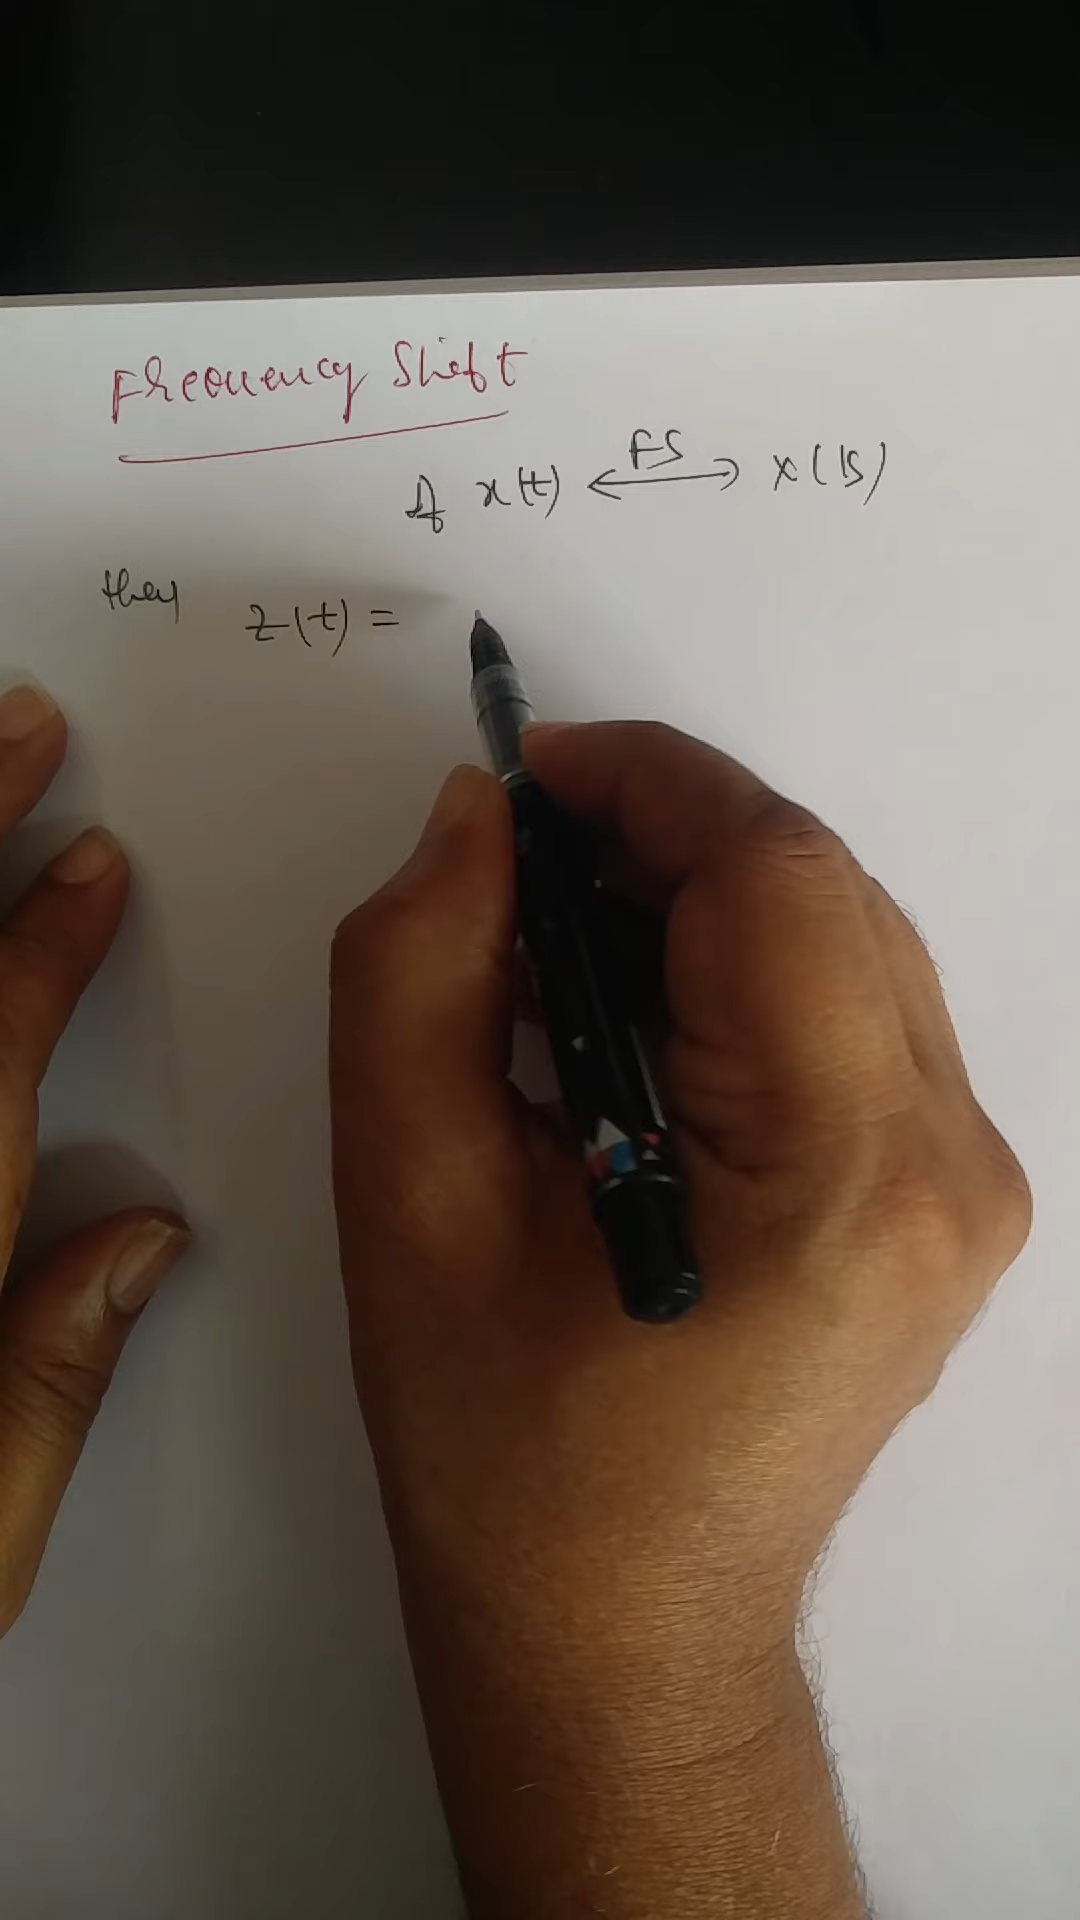 Frequency Shift
If x(t) <--FS--> X(k)
then z(t) =